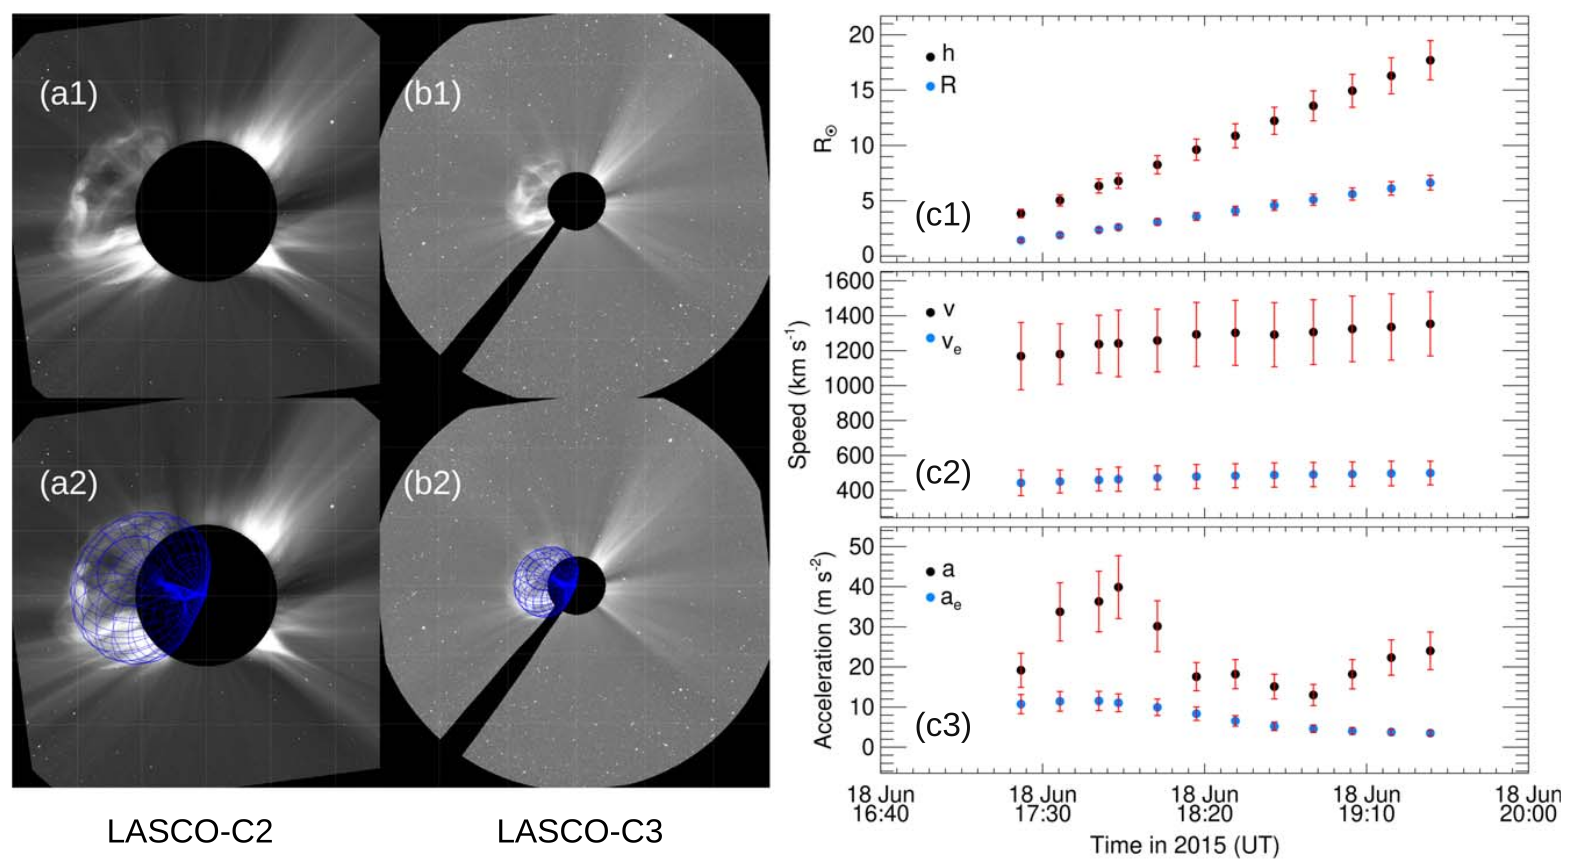 (a1)
(b1)
(a2)
(b2)
LASCO-C2
LASCO-C3
20
15
10
5
0
R☉
h
R
(c1)
1600
1400
1200
1000
800
600
400
Speed (km s-1)
v
ve
(c2)
50
40
30
20
10
0
Acceleration (m s-2)
a
ae
(c3)
18 Jun 18 Jun 18 Jun 18 Jun 18 Jun
16:40 17:30 18:20 19:10 20:00
Time in 2015 (UT)